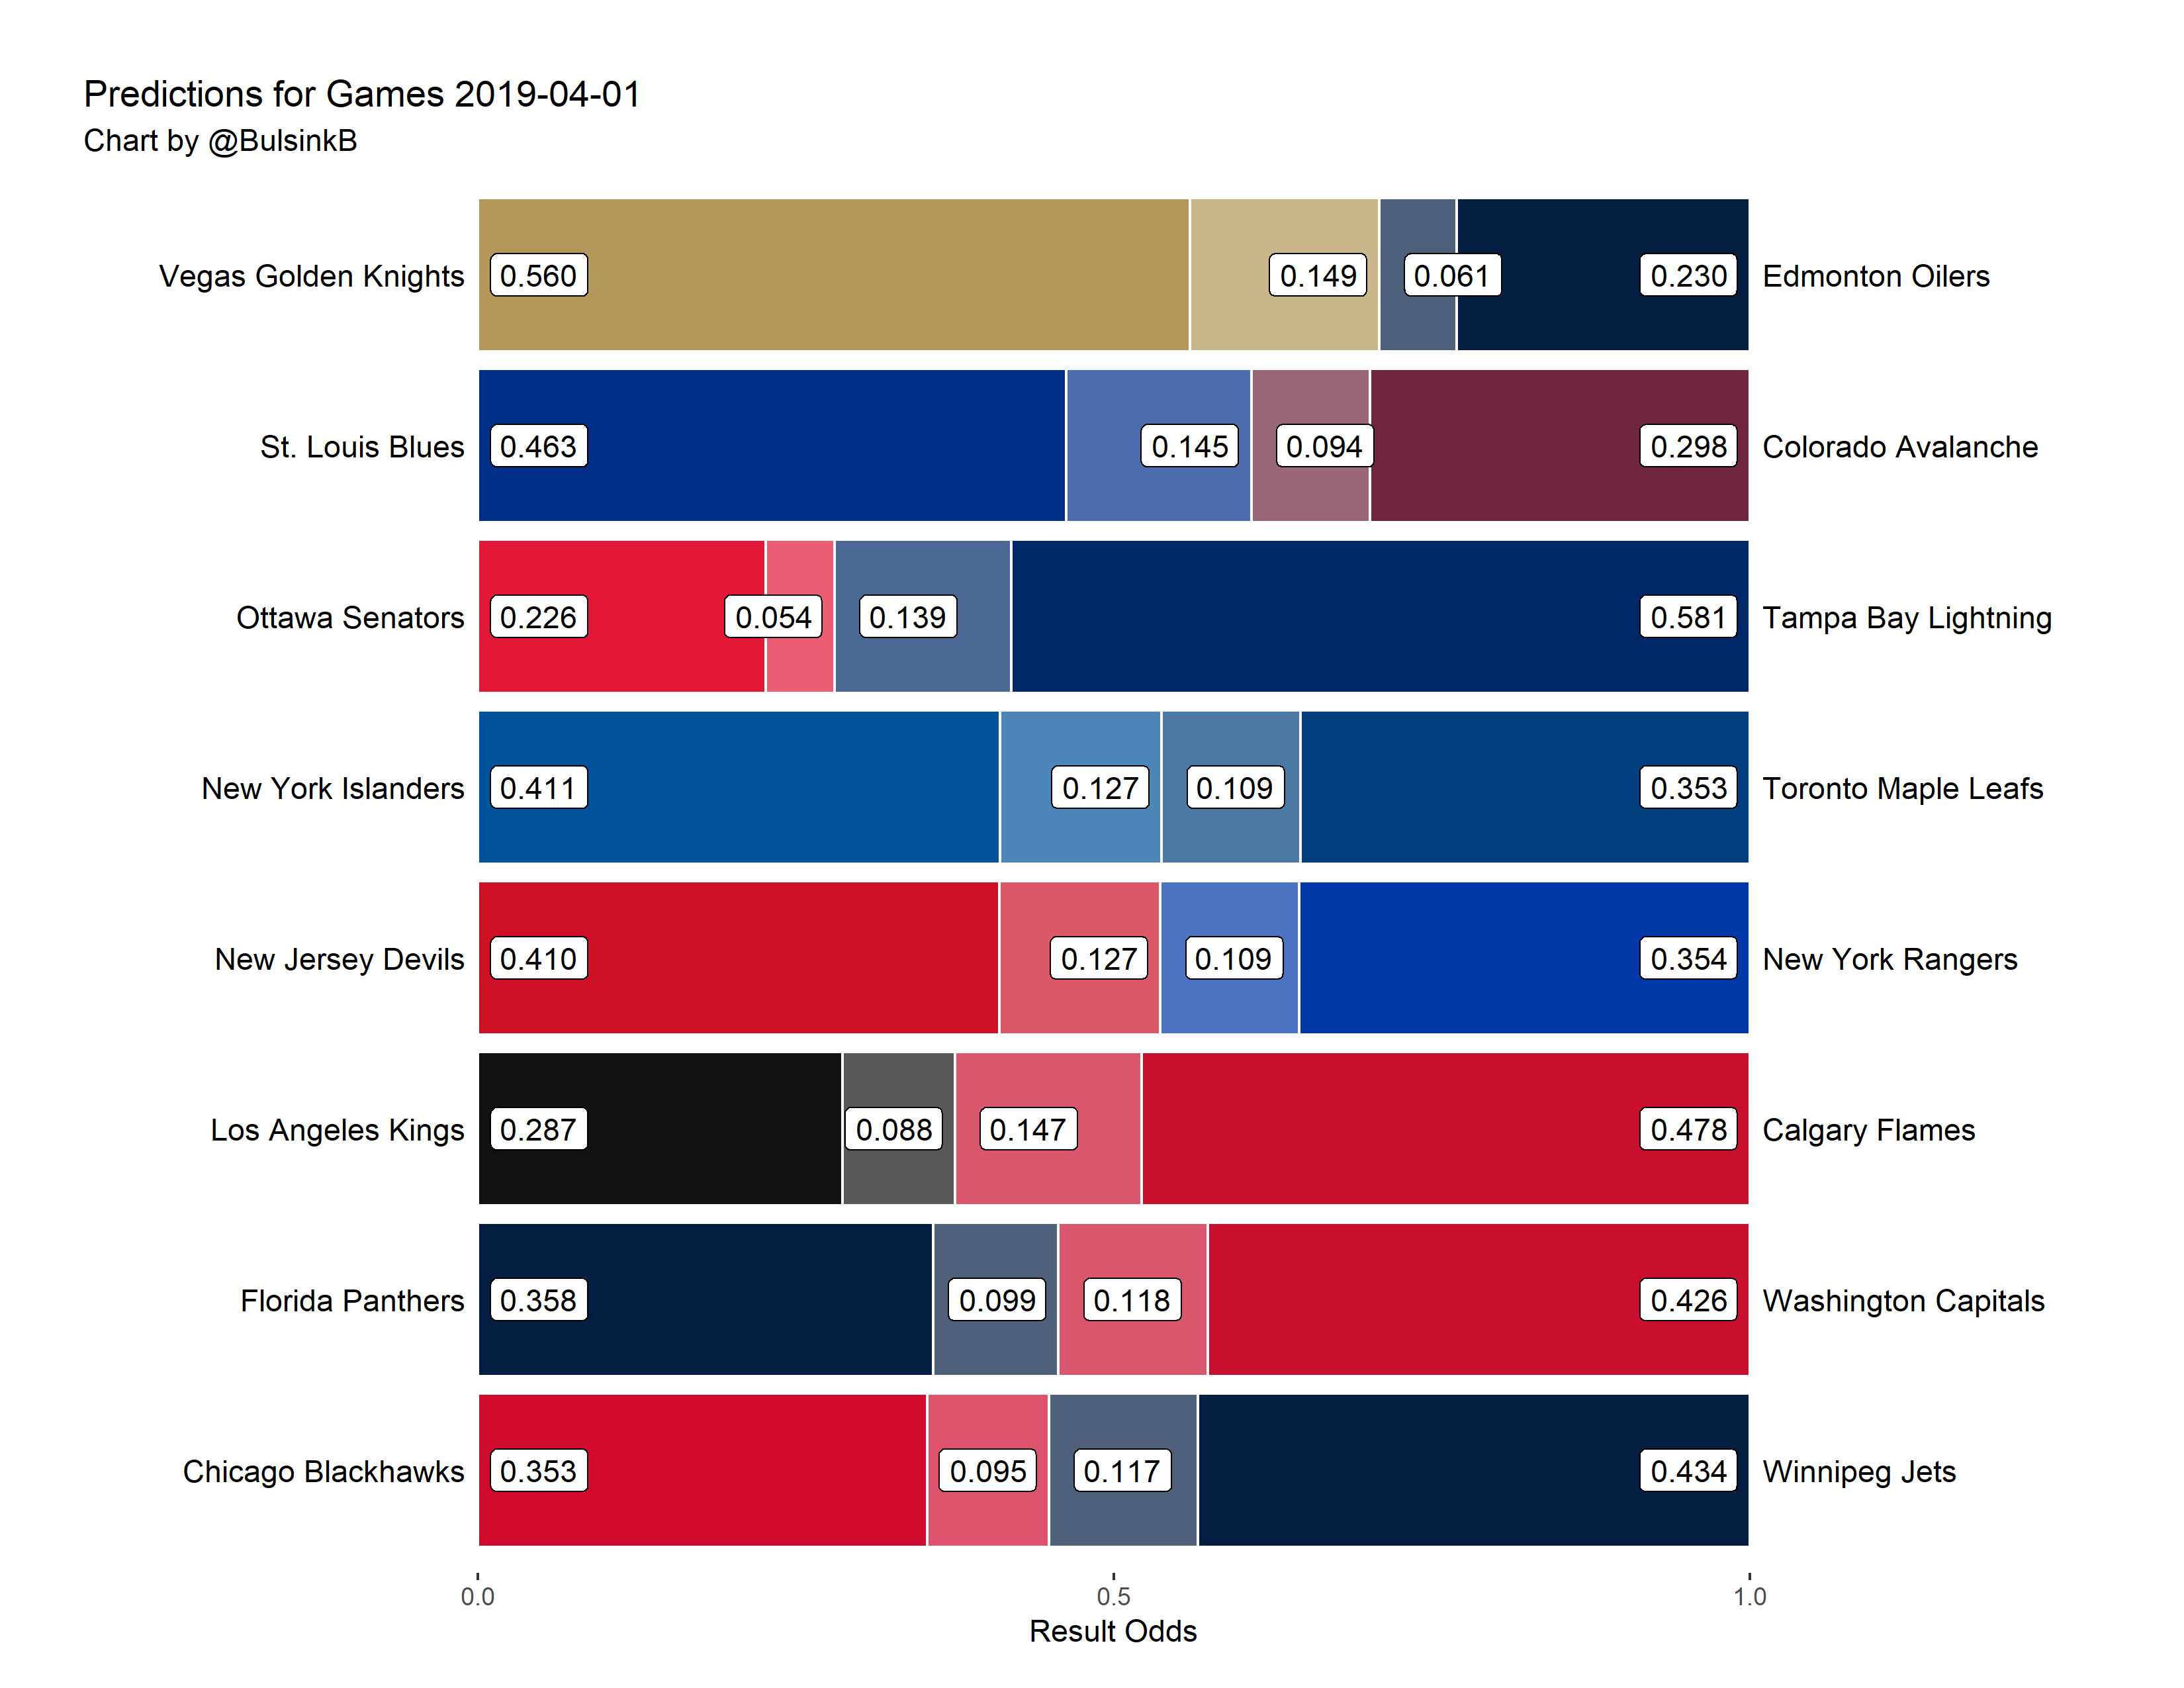 Predictions for Games 2019-04-01
Chart by @BulsinkB
Vegas Golden Knights 0.560 0.149 0.061 0.230 Edmonton Oilers
St. Louis Blues 0.463 0.145 0.094 0.298 Colorado Avalanche
Ottawa Senators 0.226 0.054 0.139 0.581 Tampa Bay Lightning
New York Islanders 0.411 0.127 0.109 0.353 Toronto Maple Leafs
New Jersey Devils 0.410 0.127 0.109 0.354 New York Rangers
Los Angeles Kings 0.287 0.088 0.147 0.478 Calgary Flames
Florida Panthers 0.358 0.099 0.118 0.426 Washington Capitals
Chicago Blackhawks 0.353 0.095 0.117 0.434 Winnipeg Jets
0.0 0.5 1.0
Result Odds